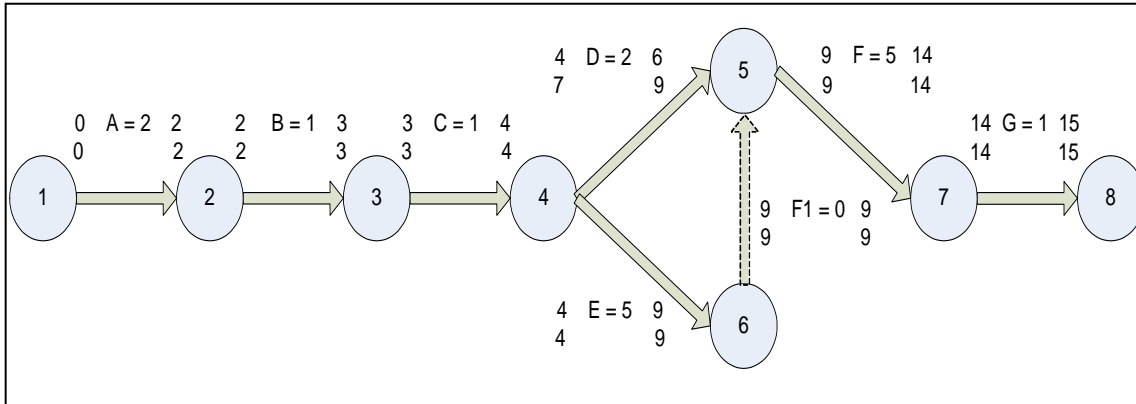 4 D = 2 6
7 9
5
9 F = 5 14
9 14
0 A = 2 2
0 2
2 B = 1 3
2 3
3 C = 1 4
3 4
14 G = 1 15
14 15
1
2
3
4
7
8
9 F1 = 0 9
9 9
4 E = 5 9
4 9
6